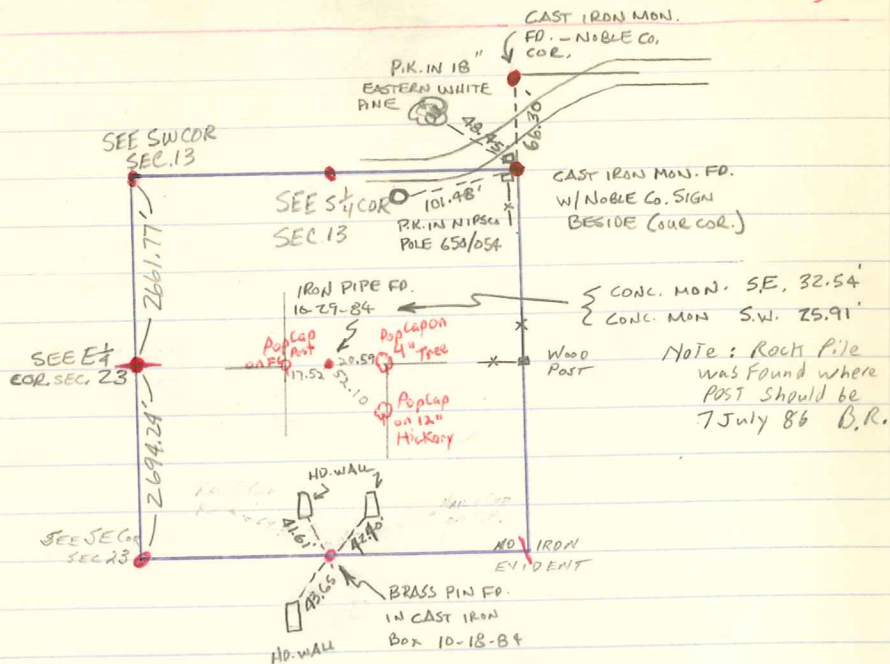 CAST IRON MON.
FD. – NOBLE CO.
COR.
P.K. IN 18"
EASTERN WHITE
PINE
48.45
66.30'
SEE SW COR
SEC. 13
SEE S 1/4 COR
SEC. 13
101.48'
P.K. IN NIPSCO
POLE 650/054
CAST IRON MON. FD.
W/ NOBLE CO. SIGN
BESIDE (OUR COR.)
2661.77'
IRON PIPE FD.
10-29-84
CONC. MON. S.E. 32.54'
CONC. MON S.W. 25.91'
SEE E 1/4
COR. SEC. 23
PopCap
on F6
Post
17.52
20.59
52.10
PopCap on
4" Tree
WOOD
POST
Note: Rock Pile
was found where
POST should be
7 July 86 B.R.
PopCap
on 12"
Hickory
2694.24'
HD. WALL
41.61'
42.40'
SEE SE COR
SEC 23
NO IRON
EVIDENT
43.65
BRASS PIN FD.
IN CAST IRON
Box 10-18-84
HD. WALL